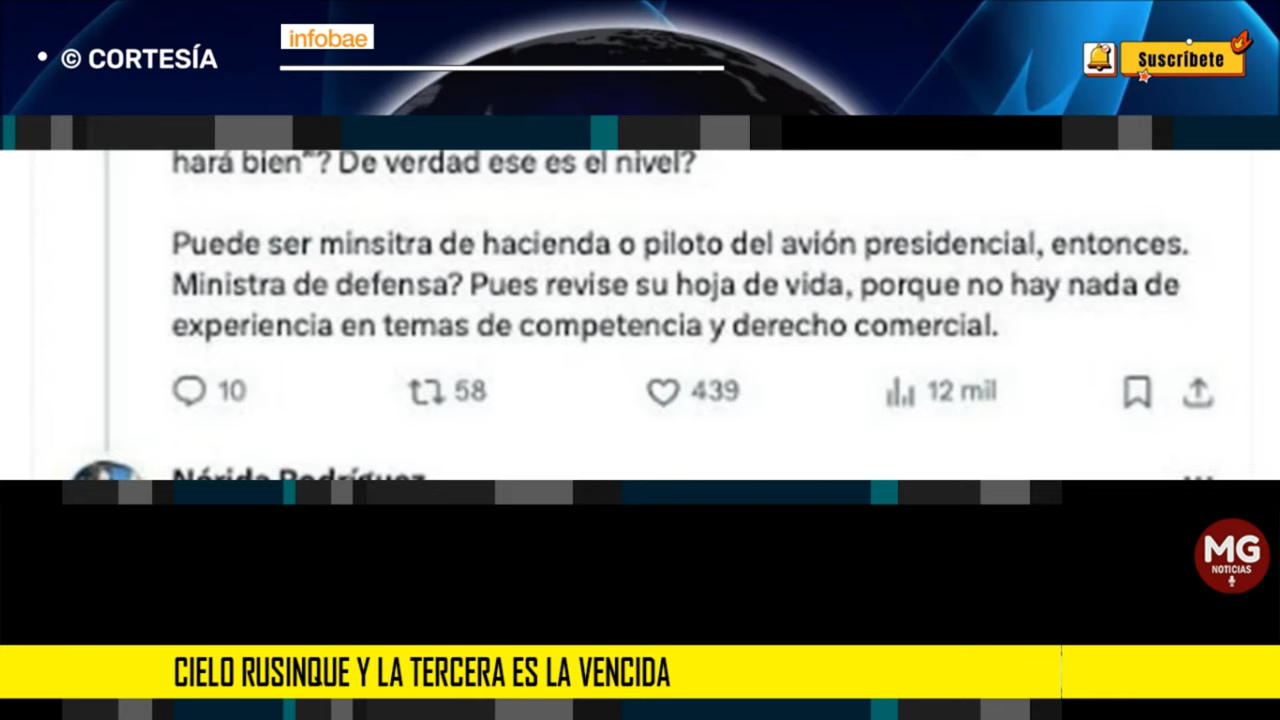 • © CORTESÍA
infobae
Suscríbete
hará bien"? De verdad ese es el nivel?
Puede ser minsitra de hacienda o piloto del avión presidencial, entonces.
Ministra de defensa? Pues revise su hoja de vida, porque no hay nada de
experiencia en temas de competencia y derecho comercial.
10 58 439 12 mil
Nórida Rodríguez
MG
NOTICIAS
CIELO RUSINQUE Y LA TERCERA ES LA VENCIDA